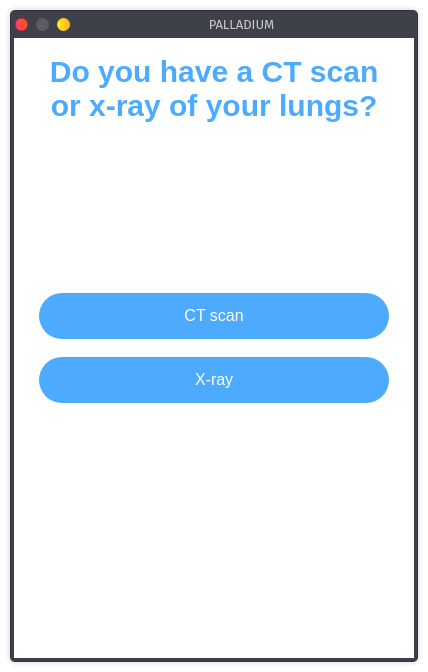 PALLADIUM
Do you have a CT scan
or x-ray of your lungs?
CT scan
X-ray